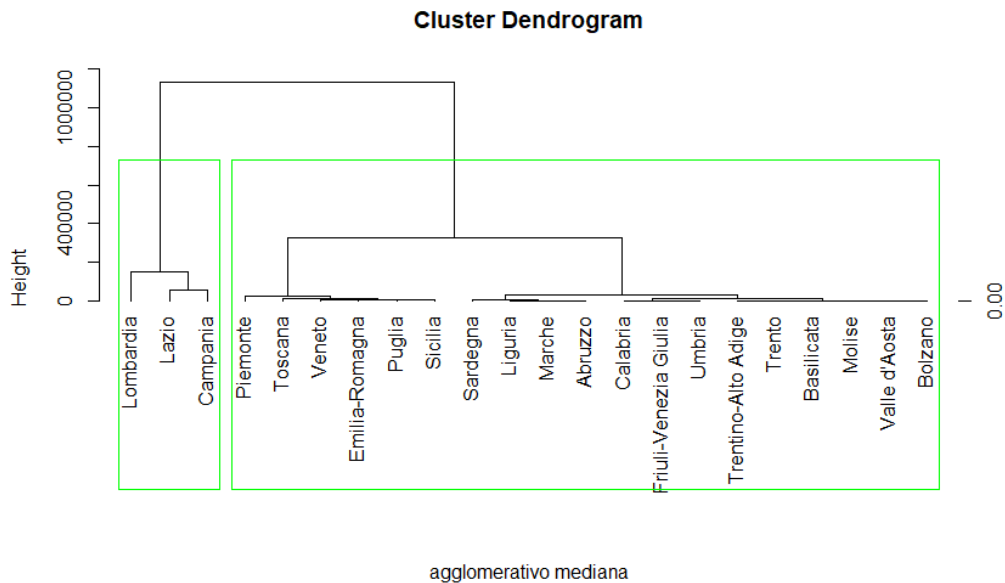 Cluster Dendrogram
Height
0
400000
1000000
0.00
Lombardia
Lazio
Campania
Piemonte
Toscana
Veneto
Emilia-Romagna
Puglia
Sicilia
Sardegna
Liguria
Marche
Abruzzo
Calabria
Friuli-Venezia Giulia
Umbria
Trentino-Alto Adige
Trento
Basilicata
Molise
Valle d'Aosta
Bolzano
agglomerativo mediana